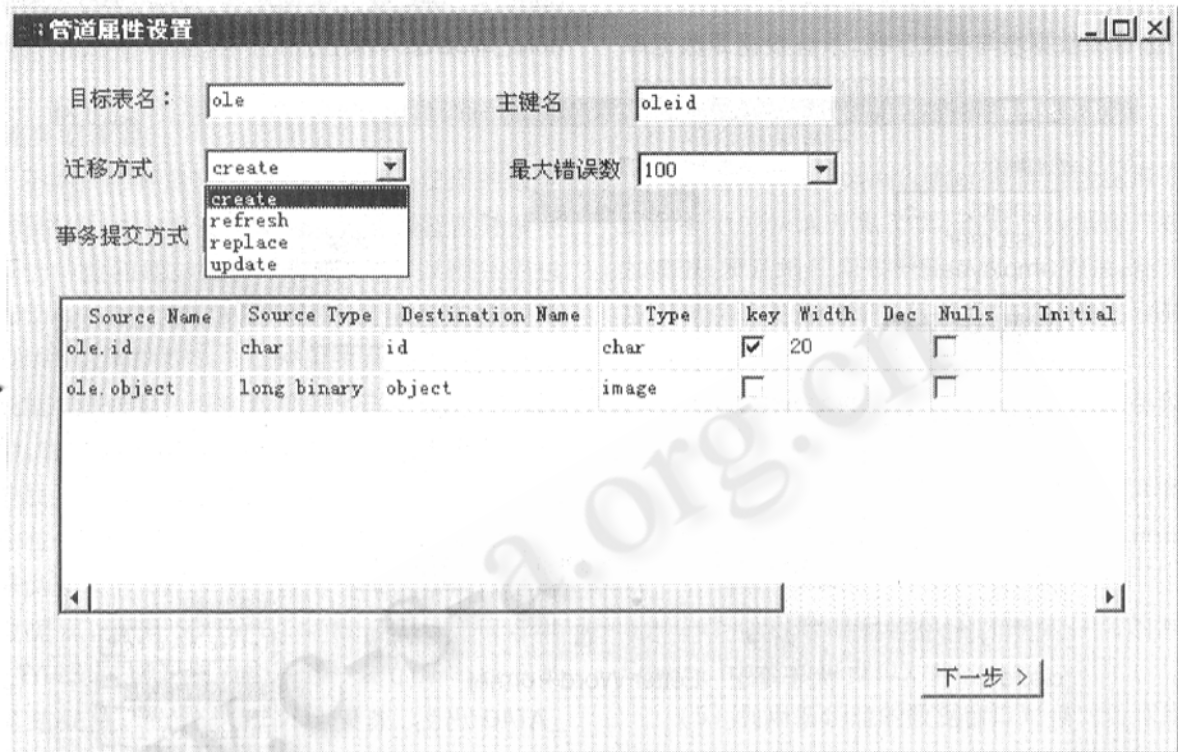 管道属性设置
目标表名： ole 主键名 oleid
迁移方式 create 最大错误数 100
create
refresh
事务提交方式 replace
update
Source Name Source Type Destination Name Type key Width Dec Nulls Initial
ole.id char id char 20
ole.object long binary object image
下一步 >